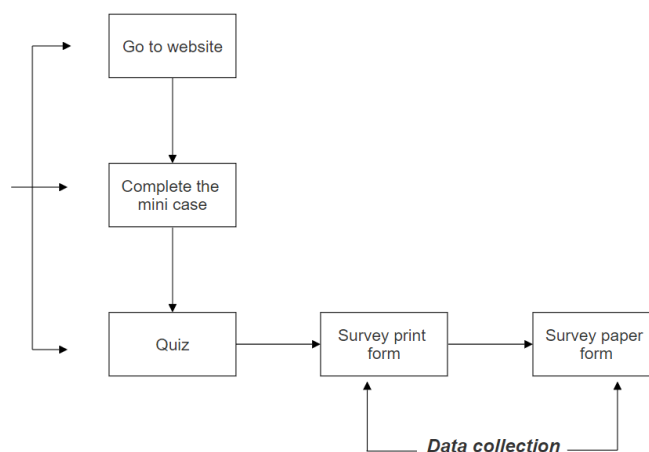 Go to website
Complete the
mini case
Quiz
Survey print
form
Survey paper
form
Data collection